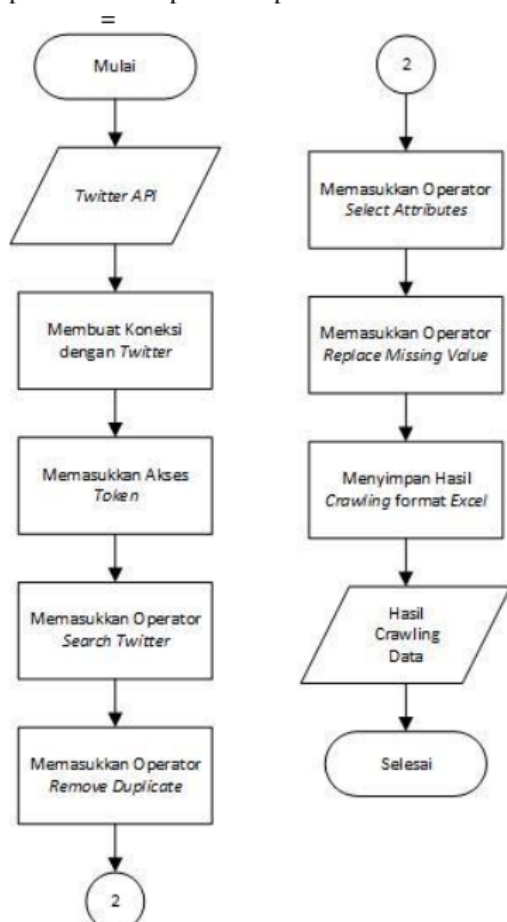 =
Mulai
Twitter API
Membuat Koneksi
dengan Twitter
Memasukkan Akses
Token
Memasukkan Operator
Search Twitter
Memasukkan Operator
Remove Duplicate
2
2
Memasukkan Operator
Select Attributes
Memasukkan Operator
Replace Missing Value
Menyimpan Hasil
Crawling format Excel
Hasil
Crawling
Data
Selesai